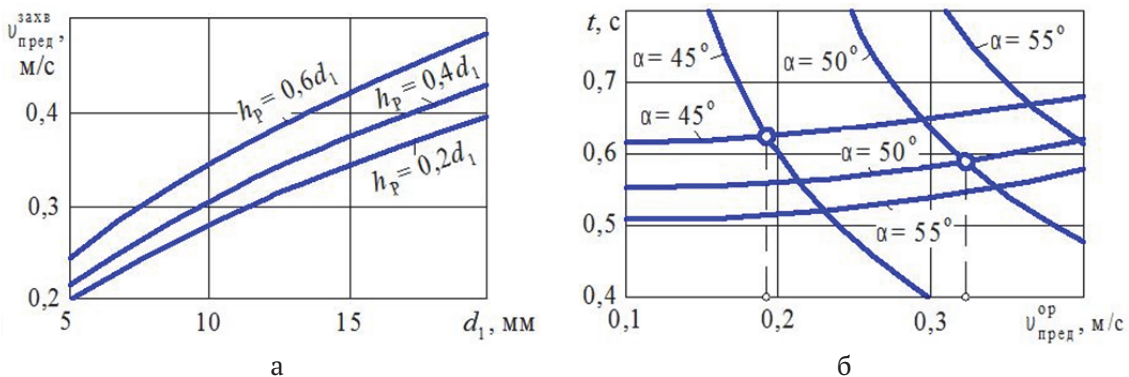 υ захв пред , м/с
0,4
0,3
0,2
5
10
15
d₁, мм
hₚ = 0,6d₁
hₚ = 0,4d₁
hₚ = 0,2d₁
а
t, с
0,7
0,6
0,5
0,4
0,1
0,2
0,3
υ ор пред , м/с
α = 45°
α = 50°
α = 55°
α = 45°
α = 50°
α = 55°
б